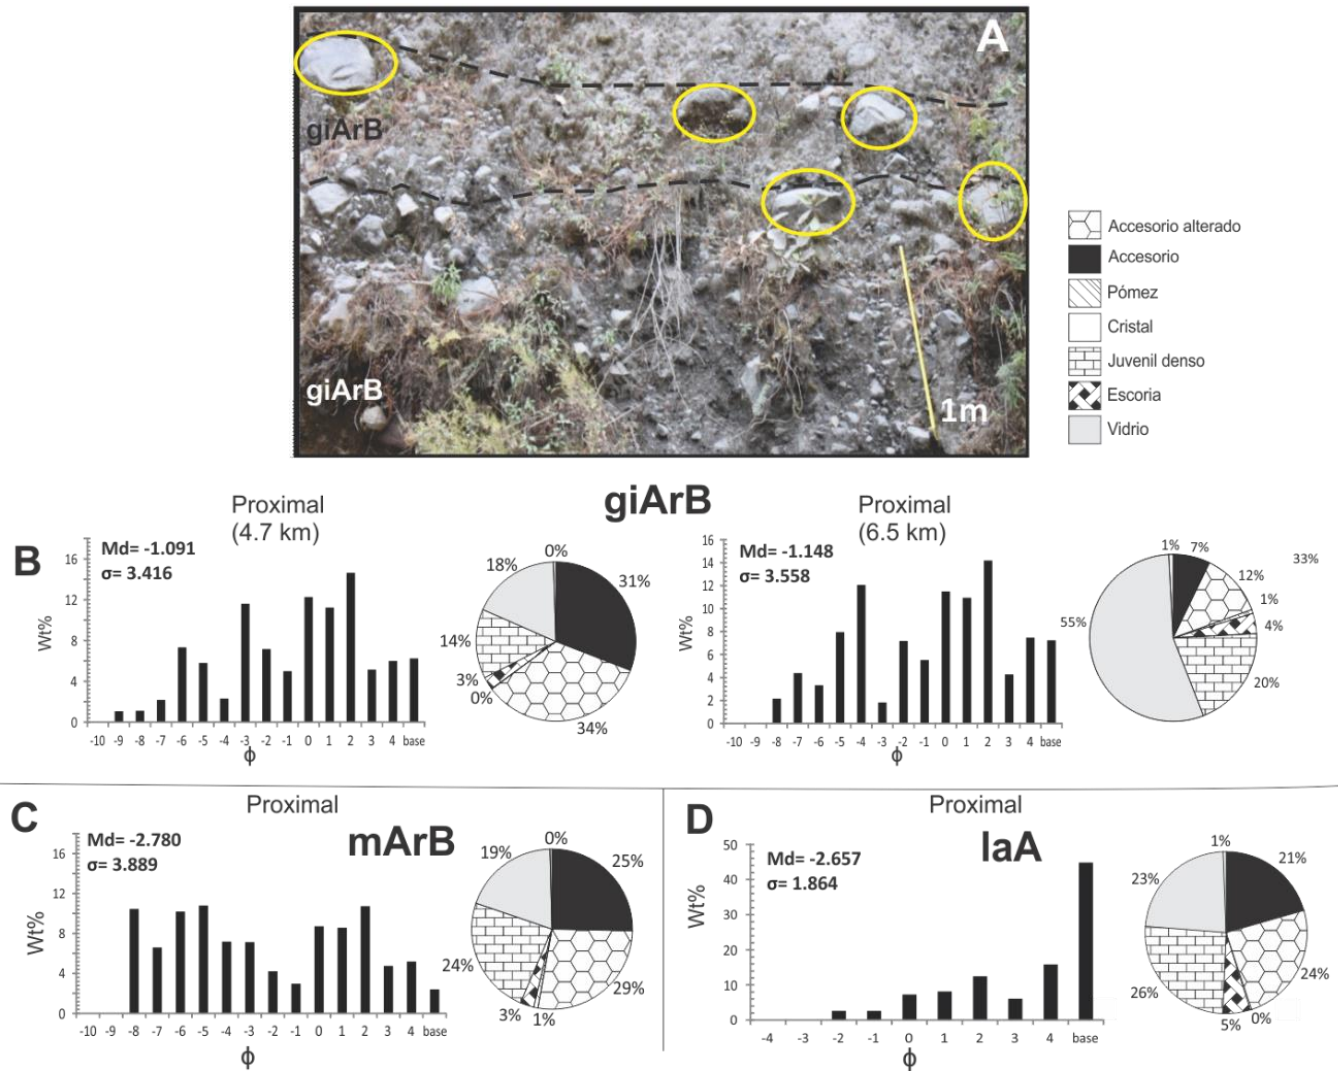 A
giArB
giArB
1m
Accesorio alterado
Accesorio
Pómez
Cristal
Juvenil denso
Escoria
Vidrio
giArB
B
Proximal
(4.7 km)
Md= -1.091
σ= 3.416
Wt%
16
12
8
4
0
-10 -9 -8 -7 -6 -5 -4 -3 -2 -1 0 1 2 3 4 base
ϕ
0%
31%
34%
0%
3%
14%
18%
Proximal
(6.5 km)
Md= -1.148
σ= 3.558
Wt%
16
14
12
10
8
6
4
2
0
-10 -9 -8 -7 -6 -5 -4 -3 -2 -1 0 1 2 3 4 base
ϕ
1%
7%
33%
12%
1%
4%
20%
55%
C
Proximal
mArB
Md= -2.780
σ= 3.889
Wt%
16
12
8
4
0
-10 -9 -8 -7 -6 -5 -4 -3 -2 -1 0 1 2 3 4 base
ϕ
0%
25%
29%
1%
3%
24%
19%
D
Proximal
laA
Md= -2.657
σ= 1.864
Wt%
50
40
30
20
10
0
-4 -3 -2 -1 0 1 2 3 4 base
ϕ
1%
21%
24%
0%
5%
26%
23%